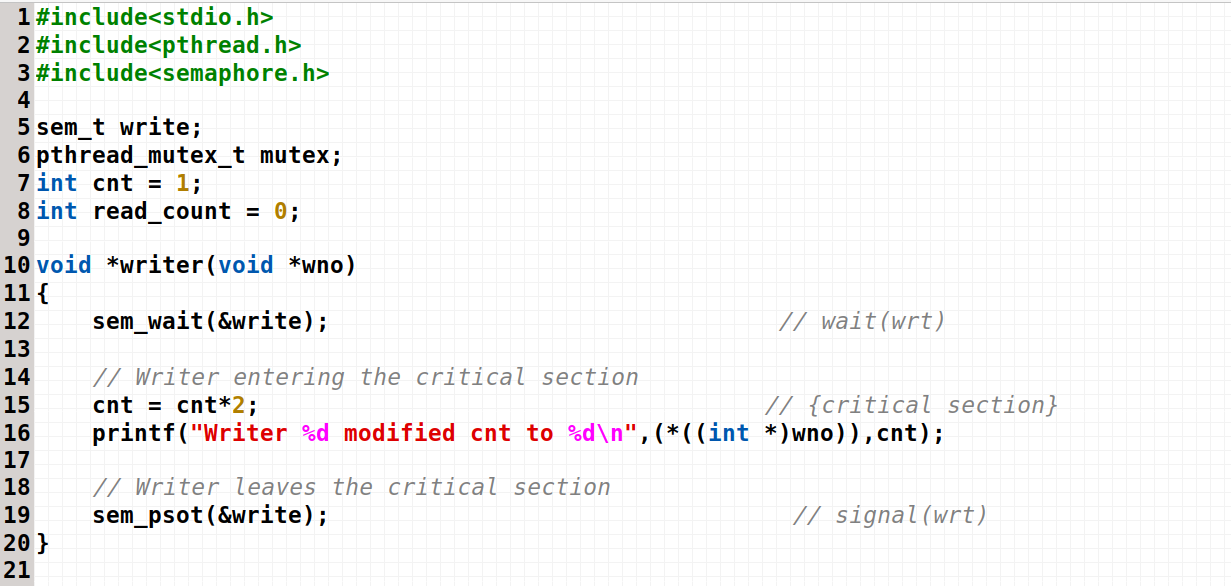 1 #include<stdio.h>
2 #include<pthread.h>
3 #include<semaphore.h>
4
5 sem_t write;
6 pthread_mutex_t mutex;
7 int cnt = 1;
8 int read_count = 0;
9
10 void *writer(void *wno)
11 {
12     sem_wait(&write);                                // wait(wrt)
13
14     // Writer entering the critical section
15     cnt = cnt*2;                                    // {critical section}
16     printf("Writer %d modified cnt to %d\n",(*((int *)wno)),cnt);
17
18     // Writer leaves the critical section
19     sem_psot(&write);                                 // signal(wrt)
20 }
21